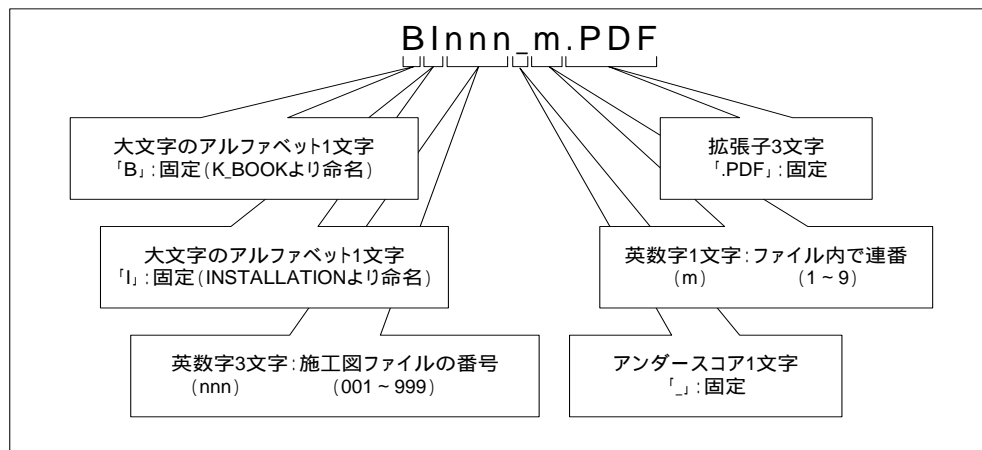 BInnn_m.PDF
大文字のアルファベット1文字
「B」:固定(K_BOOKより命名)
拡張子3文字
「.PDF」:固定
大文字のアルファベット1文字
「I」:固定(INSTALLATIONより命名)
英数字1文字:ファイル内で連番
(m) (1~9)
英数字3文字:施工図ファイルの番号
(nnn) (001~999)
アンダースコア1文字
「_」:固定